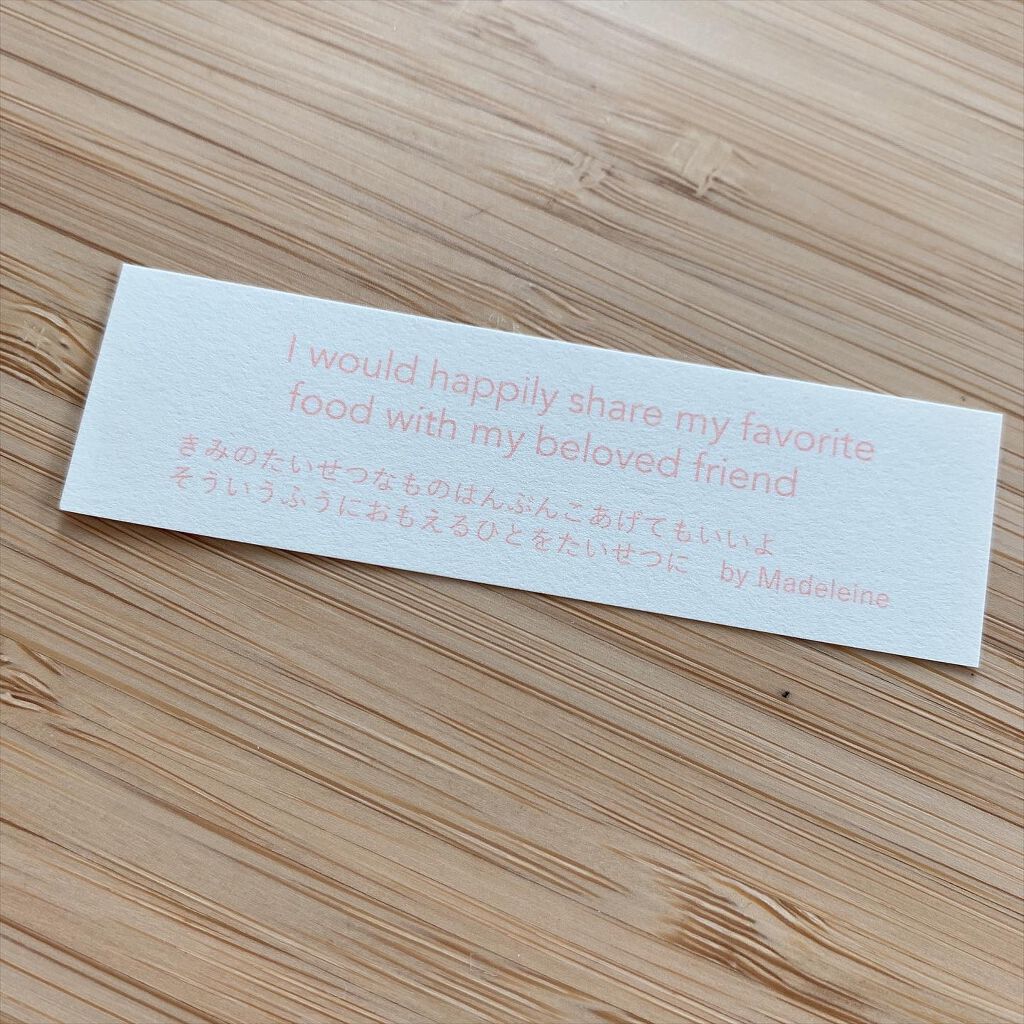 I would happily share my favorite
food with my beloved friend
きみのたいせつなものはんぶんこあげてもいいよ
そういうふうにおもえるひとをたいせつに　by Madeleine